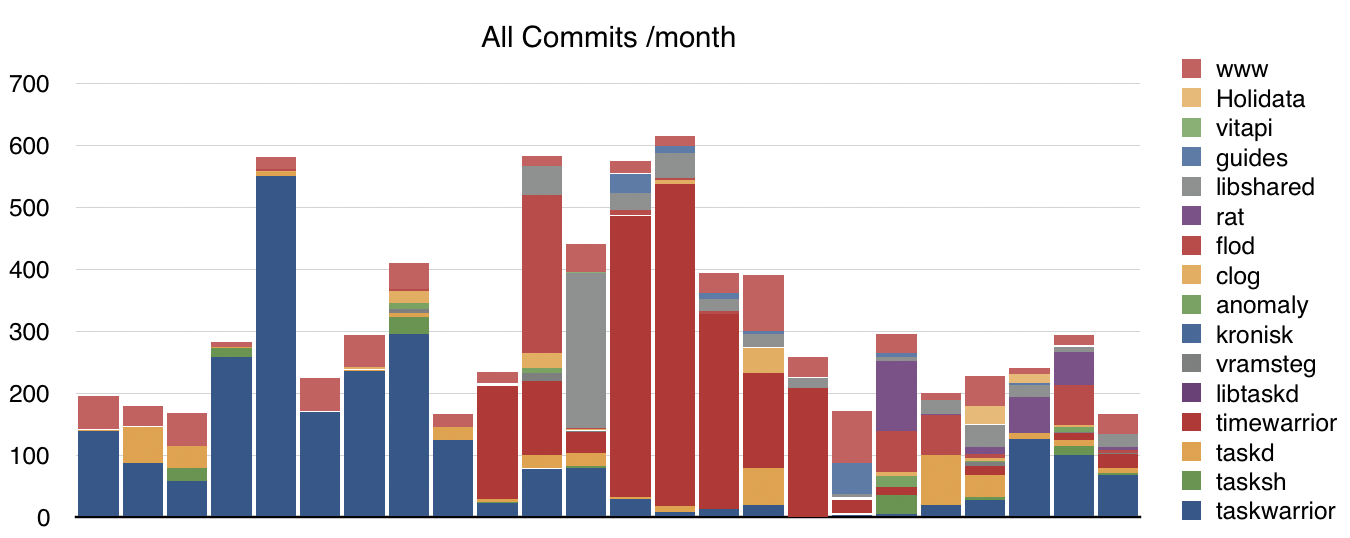 All Commits /month
700
600
500
400
300
200
100
0
www
Holidata
vitapi
guides
libshared
rat
flod
clog
anomaly
kronisk
vramsteg
libtaskd
timewarrior
taskd
tasksh
taskwarrior